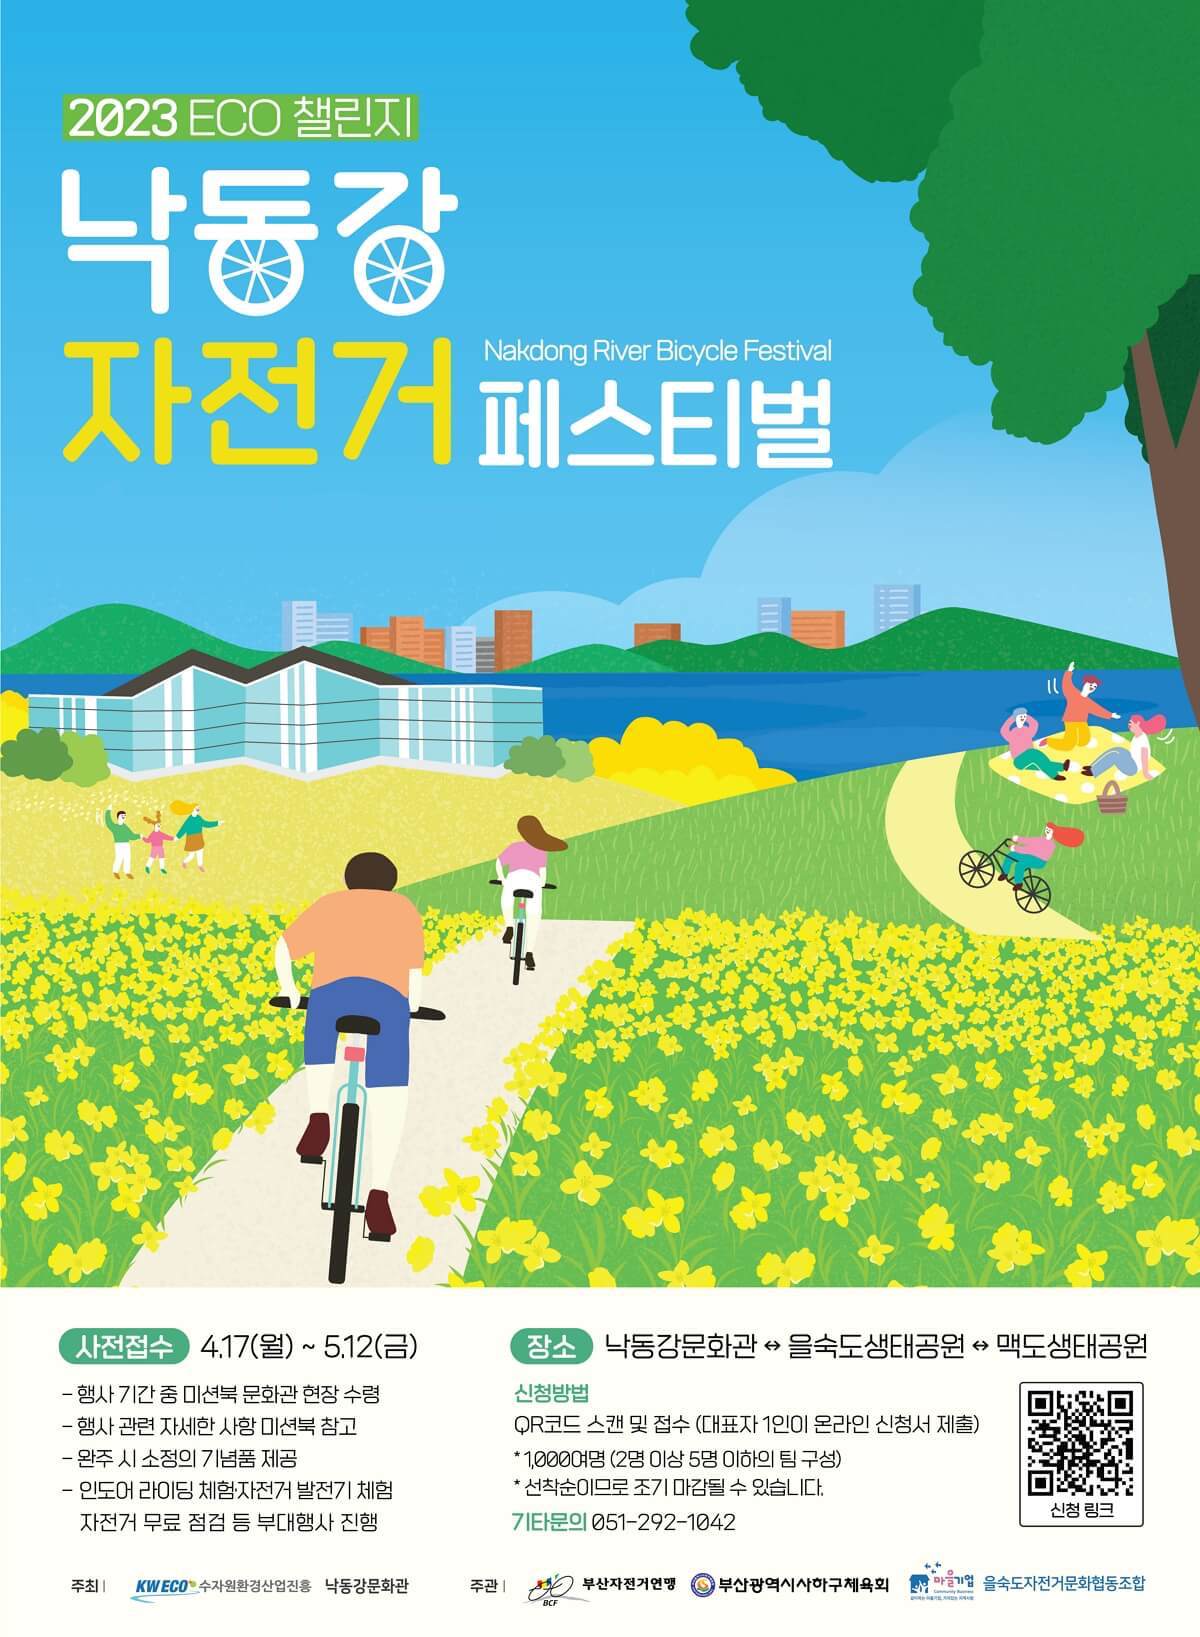 2023 ECO 챌린지
낙동강
자전거 페스티벌
Nakdong River Bicycle Festival
사전접수 4.17(월) ~ 5.12(금)
- 행사 기간 중 미션북 문화관 현장 수령
- 행사 관련 자세한 사항 미션북 참고
- 완주 시 소정의 기념품 제공
- 인도어 라이딩 체험·자전거 발전기 체험
자전거 무료 점검 등 부대행사 진행
장소 낙동강문화관 ↔ 을숙도생태공원 ↔ 맥도생태공원
신청방법
QR코드 스캔 및 접수 (대표자 1인이 온라인 신청서 제출)
* 1,000여명 (2명 이상 5명 이하의 팀 구성)
* 선착순이므로 조기 마감될 수 있습니다.
기타문의 051-292-1042
신청 링크
주최 | KW ECO 수자원환경산업진흥 낙동강문화관
주관 | BCF 부산자전거연맹 부산광역시사하구체육회 마을기업 Community Business 을숙도자전거문화협동조합